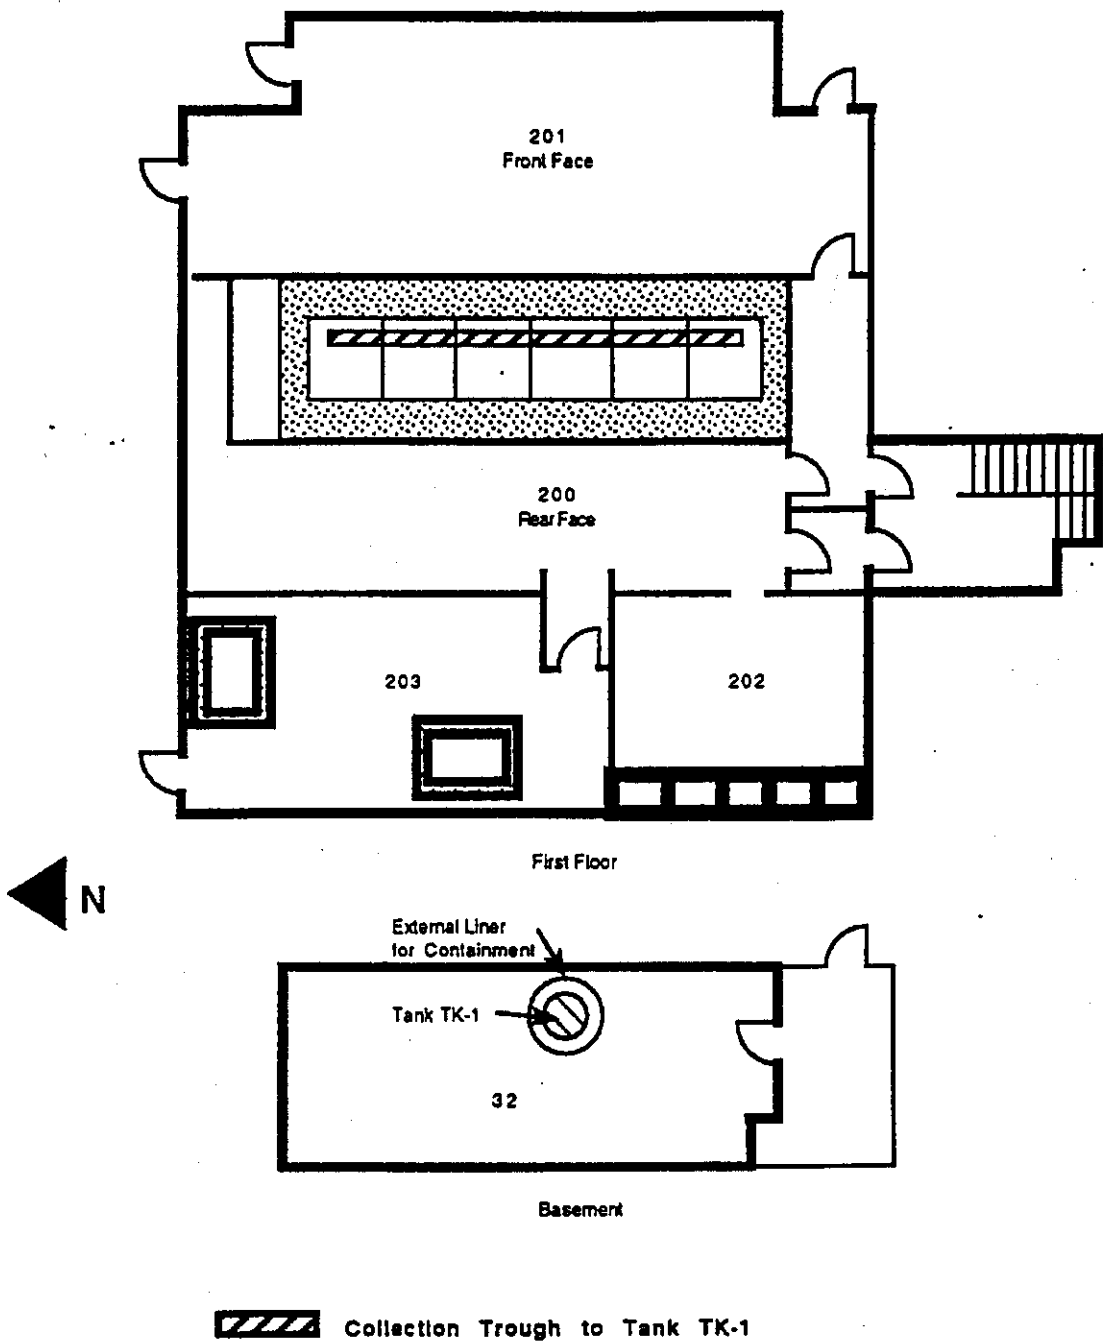 201
Front Face
200
Rear Face
203
202
First Floor
N
External Liner
for Containment
Tank TK-1
32
Basement
Collection Trough to Tank TK-1